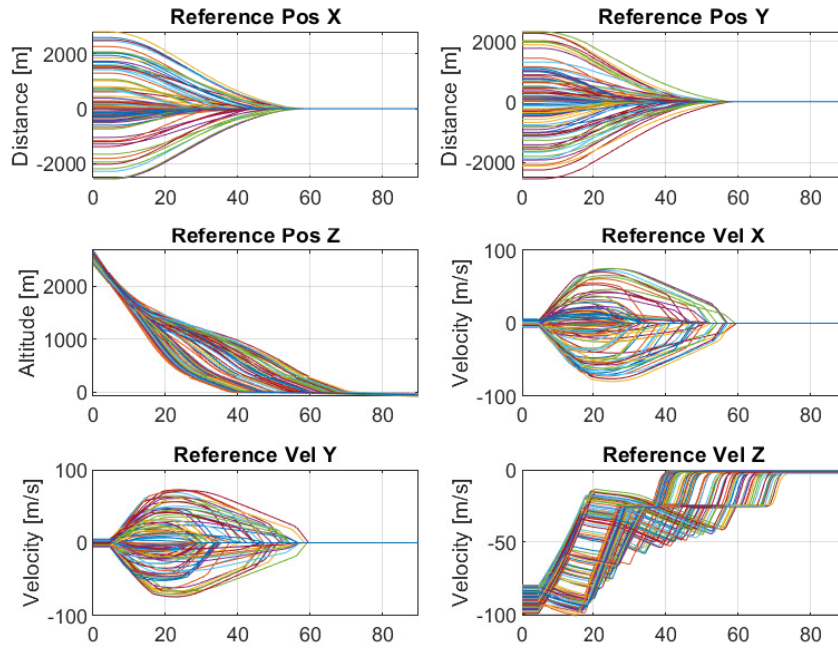 Reference Pos X
Distance [m]
2000
0
-2000
0 20 40 60 80
Reference Pos Y
Distance [m]
2000
0
-2000
0 20 40 60 80
Reference Pos Z
Altitude [m]
2000
1000
0
0 20 40 60 80
Reference Vel X
Velocity [m/s]
100
0
-100
0 20 40 60 80
Reference Vel Y
Velocity [m/s]
100
0
-100
0 20 40 60 80
Reference Vel Z
Velocity [m/s]
0
-50
-100
0 20 40 60 80